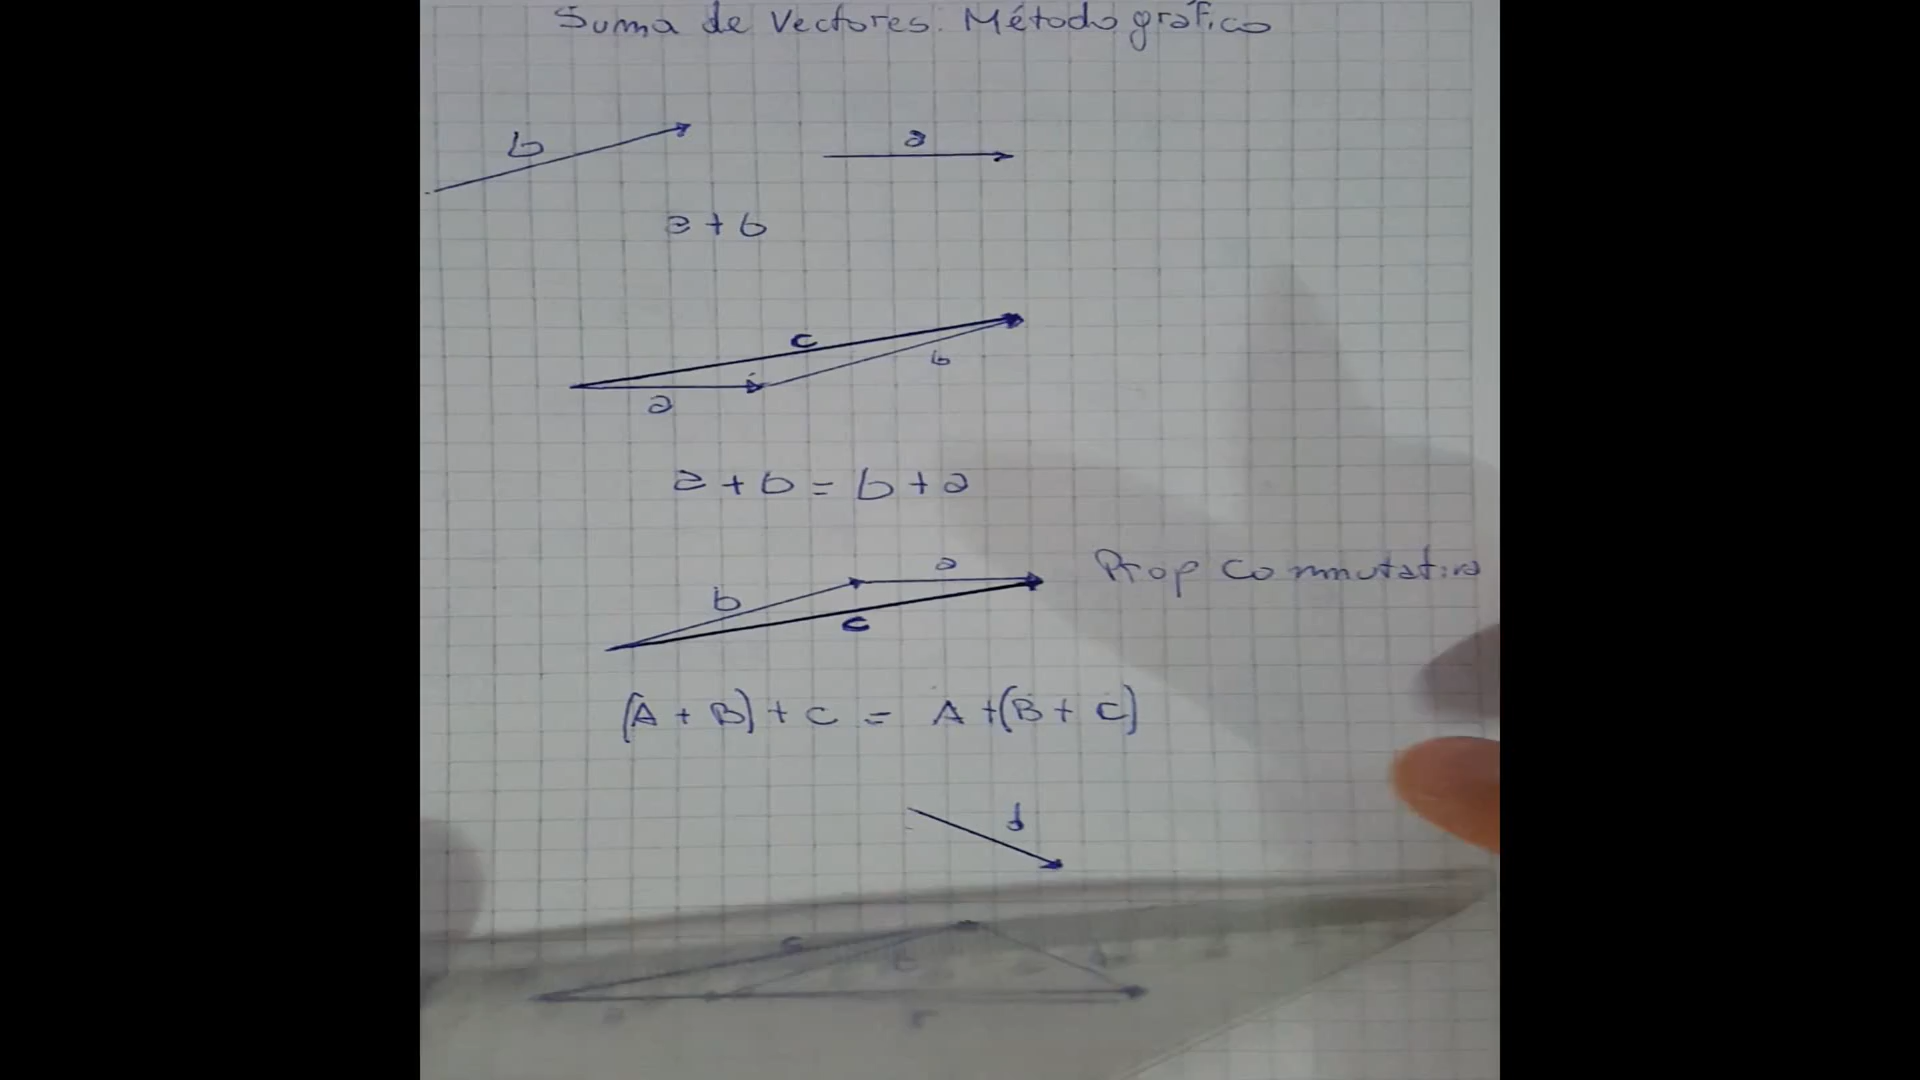 Suma de Vectores. Método gráfico
b a
a + b
c
b
a
a + b = b + a
a Prop Conmutativa
b
c
(A + B) + C = A + (B + C)
d